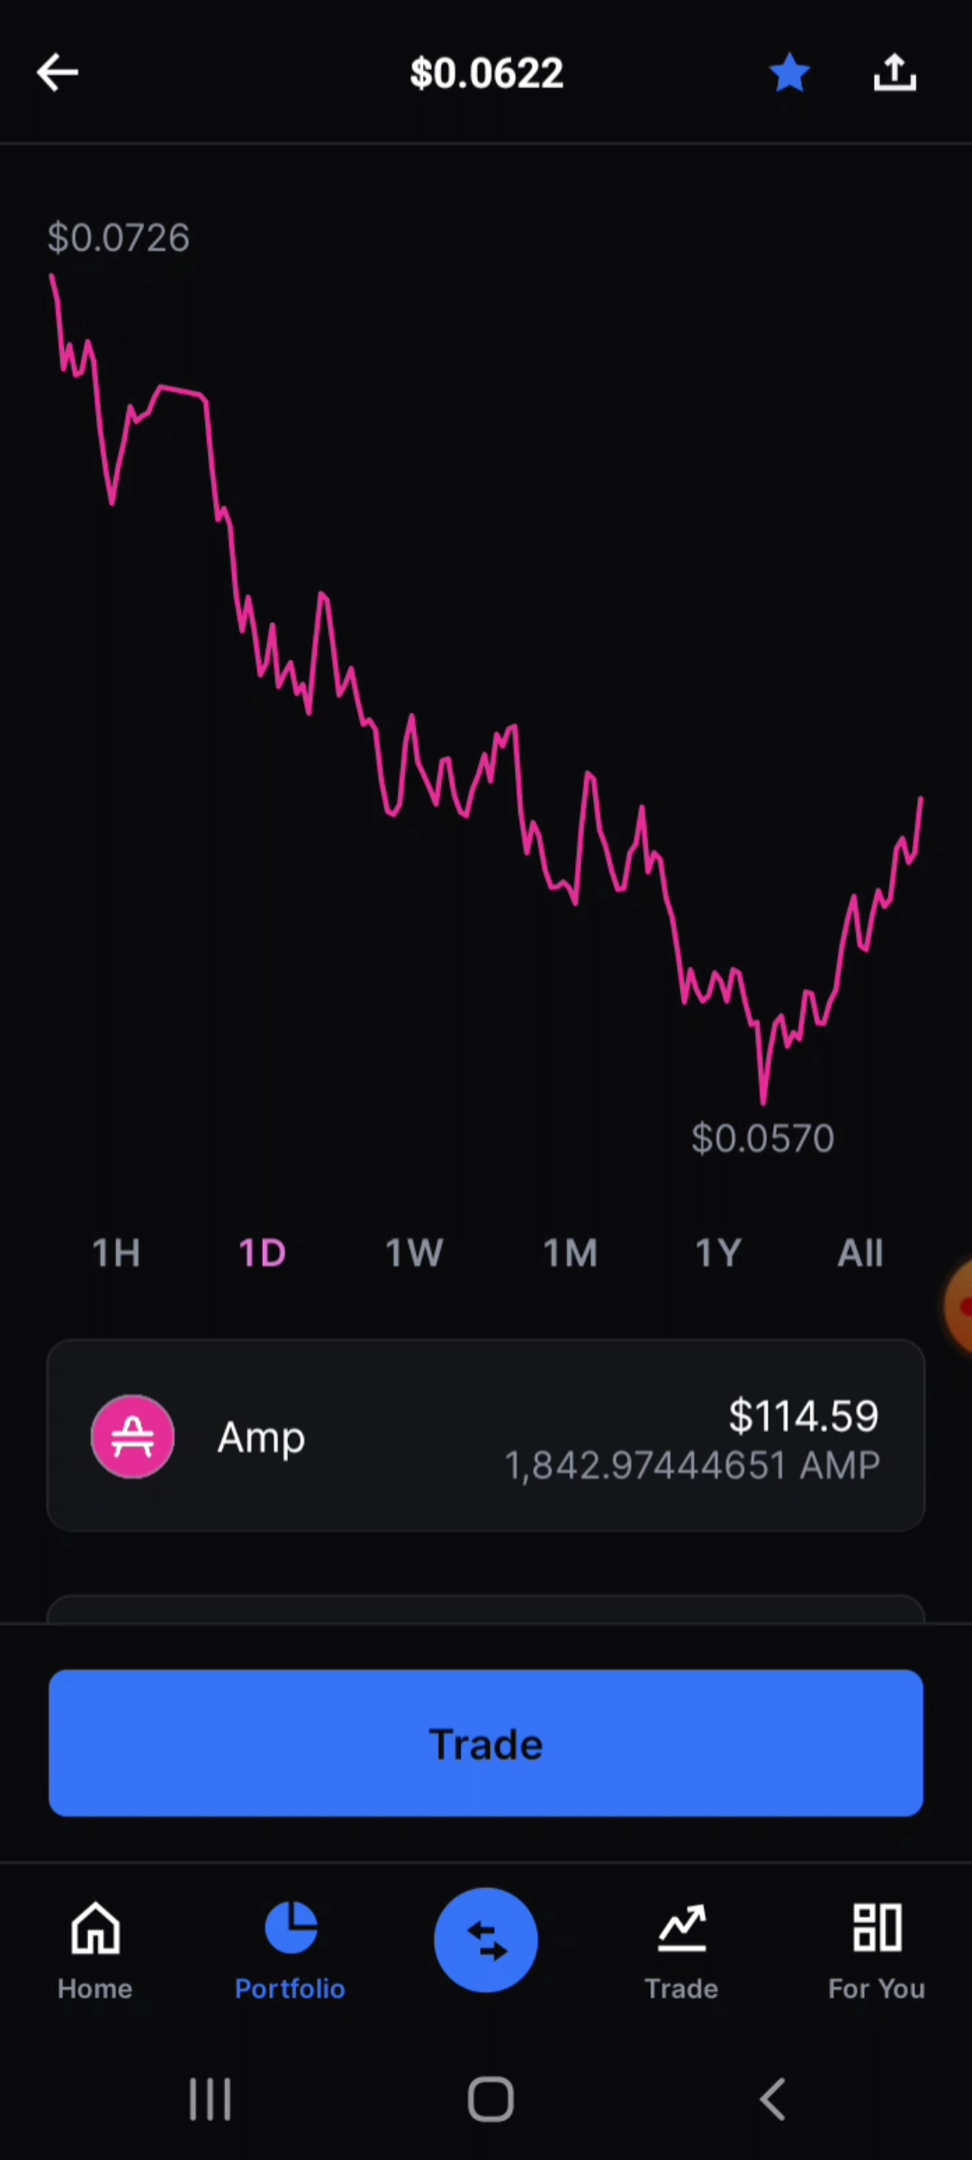 $0.0622
$0.0726
$0.0570
1H 1D 1W 1M 1Y All
Amp
$114.59
1,842.97444651 AMP
Trade
Home Portfolio Trade For You